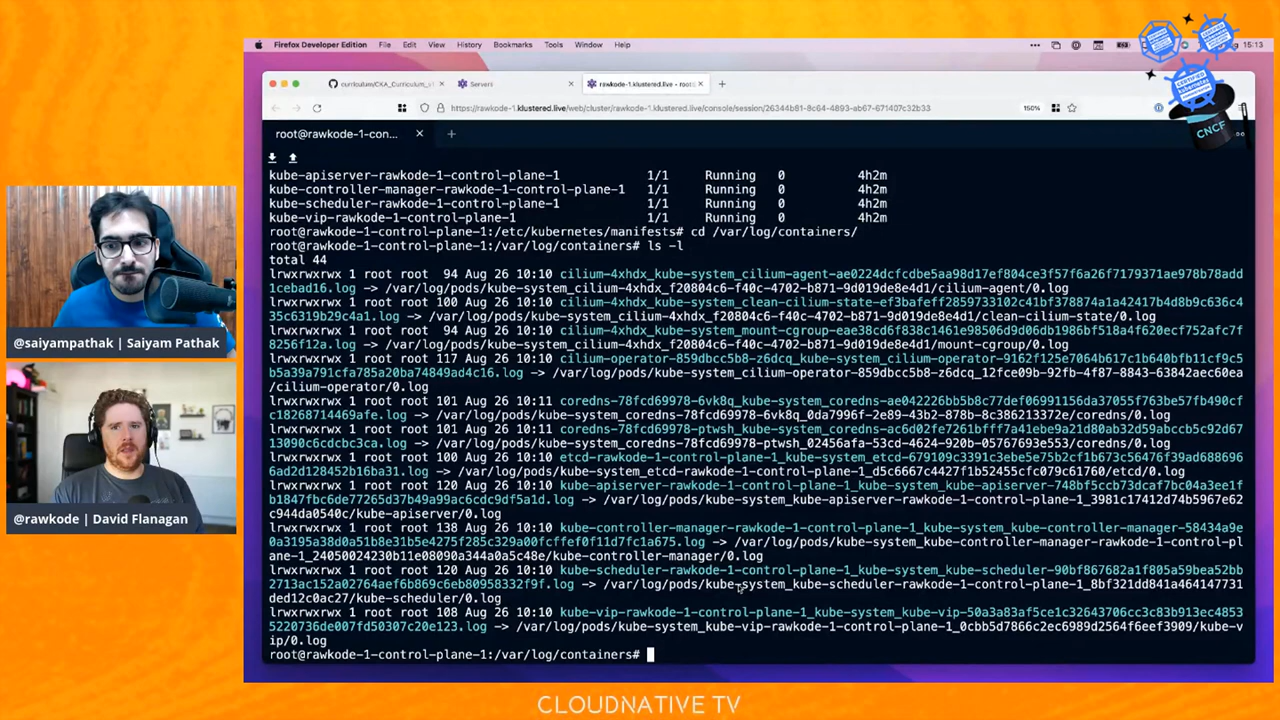 Firefox Developer Edition File Edit View History Bookmarks Tools Window Help
15:13
curriculum/CKA_Curriculum_v1
Servers
rawkode-1.klustered.live • root@
https://rawkode-1.klustered.live/web/cluster/rawkode-1.klustered.live/console/session/26344b81-8c64-4893-ab67-671407c32b33
150%
root@rawkode-1-con...
CERTIFIED
kubernetes
CNCF
kube-apiserver-rawkode-1-control-plane-1 1/1 Running 0 4h2m
kube-controller-manager-rawkode-1-control-plane-1 1/1 Running 0 4h2m
kube-scheduler-rawkode-1-control-plane-1 1/1 Running 0 4h2m
kube-vip-rawkode-1-control-plane-1 1/1 Running 0 4h2m
root@rawkode-1-control-plane-1:/etc/kubernetes/manifests# cd /var/log/containers/
root@rawkode-1-control-plane-1:/var/log/containers# ls -l
total 44
lrwxrwxrwx 1 root root 94 Aug 26 10:10 cilium-4xhdx_kube-system_cilium-agent-ae0224dcfcdbe5aa98d17ef804ce3f57f6a26f7179371ae978b78add
1cebad16.log -> /var/log/pods/kube-system_cilium-4xhdx_f20804c6-f40c-4702-b871-9d019de8e4d1/cilium-agent/0.log
lrwxrwxrwx 1 root root 100 Aug 26 10:10 cilium-4xhdx_kube-system_clean-cilium-state-ef3bafeff2859733102c41bf378874a1a42417b4d8b9c636c4
35c6319b29c4a1.log -> /var/log/pods/kube-system_cilium-4xhdx_f20804c6-f40c-4702-b871-9d019de8e4d1/clean-cilium-state/0.log
lrwxrwxrwx 1 root root 94 Aug 26 10:10 cilium-4xhdx_kube-system_mount-cgroup-eae38cd6f838c1461e98506d9d06db1986bf518a4f620ecf752afc7f
8256f12a.log -> /var/log/pods/kube-system_cilium-4xhdx_f20804c6-f40c-4702-b871-9d019de8e4d1/mount-cgroup/0.log
lrwxrwxrwx 1 root root 117 Aug 26 10:10 cilium-operator-859dbcc5b8-z6dcq_kube-system_cilium-operator-9162f125e7064b617c1b640bfb11cf9c5
b5a39a791cfa785a20ba74849ad4c16.log -> /var/log/pods/kube-system_cilium-operator-859dbcc5b8-z6dcq_12fce09b-92fb-4f87-8843-63842aec60ea
/cilium-operator/0.log
lrwxrwxrwx 1 root root 101 Aug 26 10:11 coredns-78fcd69978-6vk8q_kube-system_coredns-ae042226bb5b8c77def06991156da37055f763be57fb490cf
c18268714469afe.log -> /var/log/pods/kube-system_coredns-78fcd69978-6vk8q_0da7996f-2e89-43b2-878b-8c386213372e/coredns/0.log
lrwxrwxrwx 1 root root 101 Aug 26 10:11 coredns-78fcd69978-ptwsh_kube-system_coredns-ac6d02fe7261bfff7a41ebe9a21d80ab32d59abccb5c92d67
13090c6cdcbc3ca.log -> /var/log/pods/kube-system_coredns-78fcd69978-ptwsh_02456afa-53cd-4624-920b-05767693e553/coredns/0.log
lrwxrwxrwx 1 root root 100 Aug 26 10:10 etcd-rawkode-1-control-plane-1_kube-system_etcd-679109c3391c3ebe5e75b2cf1b673c56476f39ad688696
6ad2d128452b16ba31.log -> /var/log/pods/kube-system_etcd-rawkode-1-control-plane-1_d5c6667c4427f1b52455cfc079c61760/etcd/0.log
lrwxrwxrwx 1 root root 120 Aug 26 10:10 kube-apiserver-rawkode-1-control-plane-1_kube-system_kube-apiserver-748bf5ccb73dcaf7bc04a3ee1f
b1847fbc6de77265d37b49a99ac6cdc9df5a1d.log -> /var/log/pods/kube-system_kube-apiserver-rawkode-1-control-plane-1_3981c17412d74b5967e62
c944da0540c/kube-apiserver/0.log
lrwxrwxrwx 1 root root 138 Aug 26 10:10 kube-controller-manager-rawkode-1-control-plane-1_kube-system_kube-controller-manager-58434a9e
0a3195a38d0a51b8e31b5e4275f285c329a00fcffef0f11d7fc1a675.log -> /var/log/pods/kube-system_kube-controller-manager-rawkode-1-control-pl
ane-1_24050024230b11e08090a344a0a5c48e/kube-controller-manager/0.log
lrwxrwxrwx 1 root root 120 Aug 26 10:10 kube-scheduler-rawkode-1-control-plane-1_kube-system_kube-scheduler-90bf867682a1f805a59bea52bb
2713ac152a02764aef6b869c6eb80958332f9f.log -> /var/log/pods/kube-system_kube-scheduler-rawkode-1-control-plane-1_8bf321dd841a464147731
ded12c0ac27/kube-scheduler/0.log
lrwxrwxrwx 1 root root 108 Aug 26 10:10 kube-vip-rawkode-1-control-plane-1_kube-system_kube-vip-50a3a83af5ce1c32643706cc3c83b913ec4853
5220736de007fd50307c20e123.log -> /var/log/pods/kube-system_kube-vip-rawkode-1-control-plane-1_0cbb5d7866c2ec6989d2564f6eef3909/kube-v
ip/0.log
root@rawkode-1-control-plane-1:/var/log/containers#
@saiyampathak | Saiyam Pathak
@rawkode | David Flanagan
CLOUDNATIVE TV